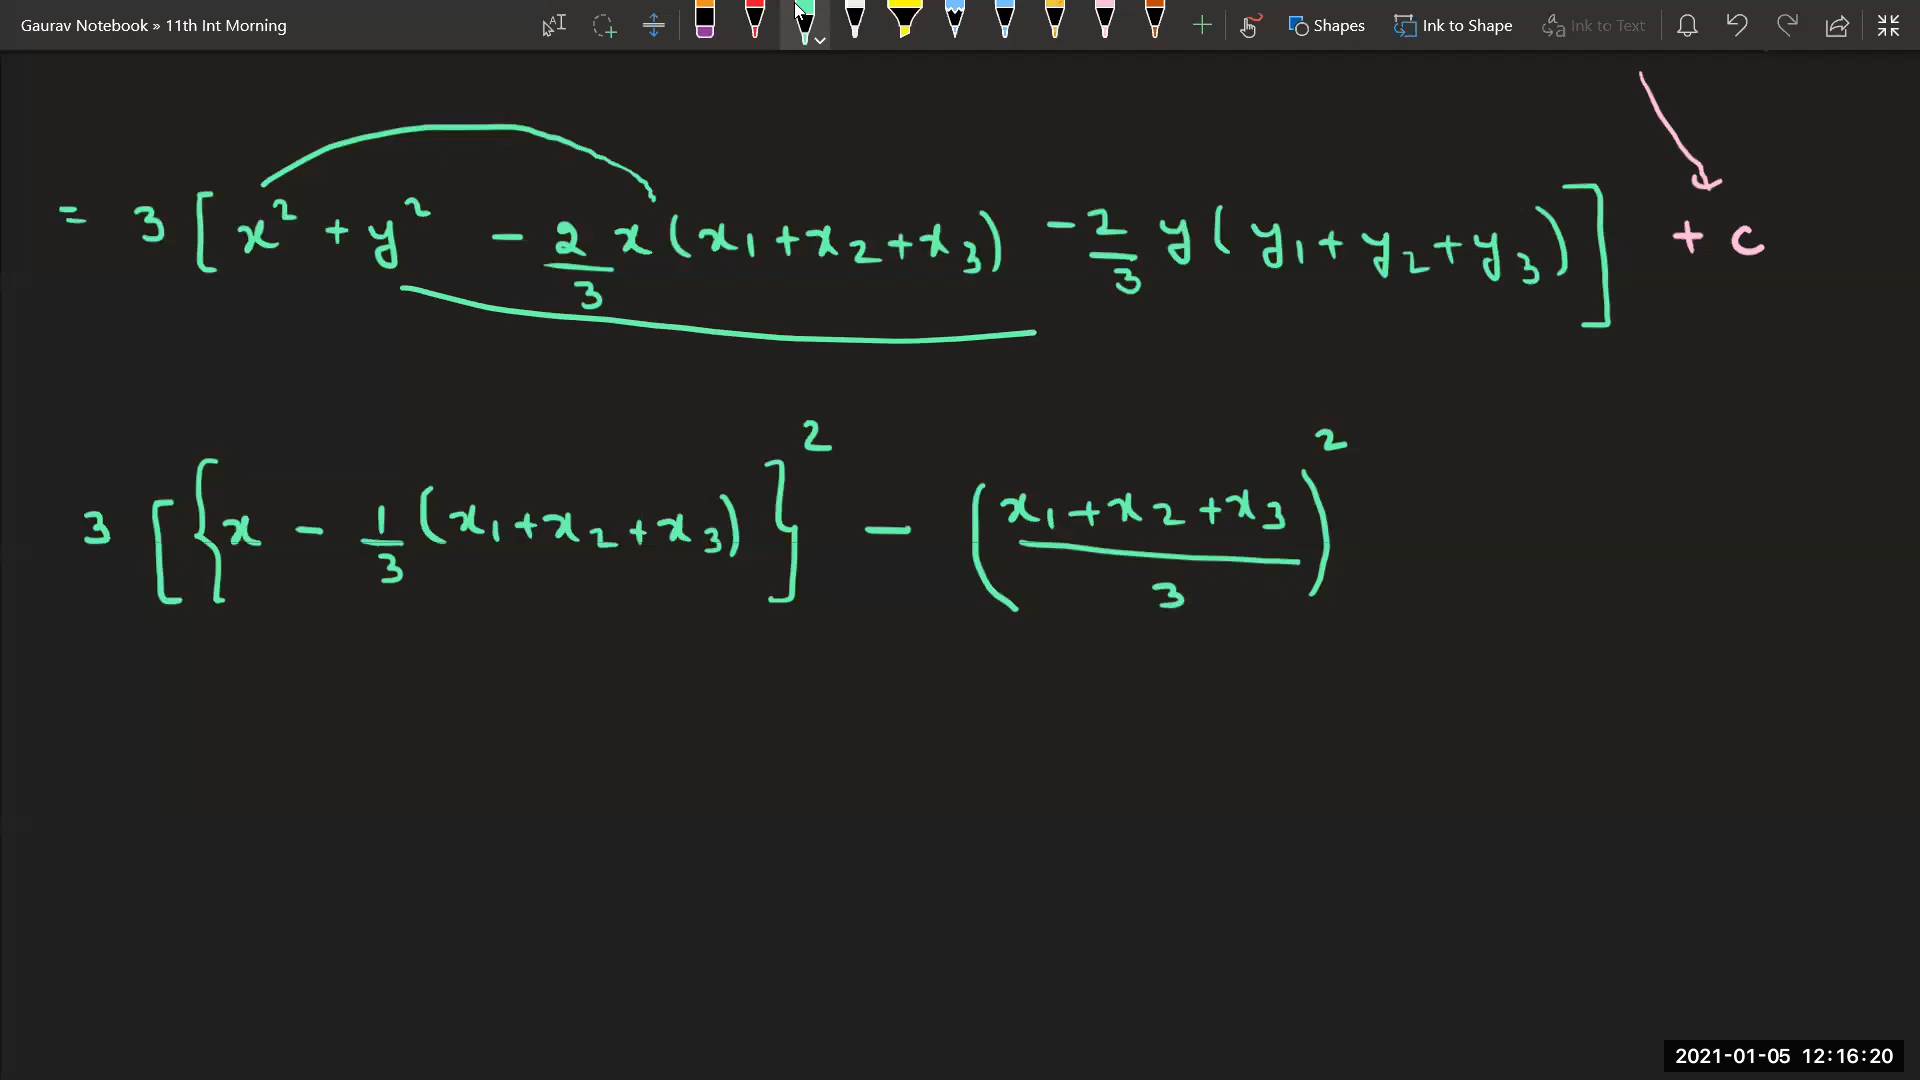 Gaurav Notebook » 11th Int Morning
Shapes
Ink to Shape
Ink to Text
= 3 [ x² + y² - 2/3 x ( x₁ + x₂ + x₃ ) - 2/3 y ( y₁ + y₂ + y₃ ) ] + c
3 [ { x - 1/3 ( x₁ + x₂ + x₃ ) }² - ( (x₁ + x₂ + x₃)/3 )²
2021-01-05 12:16:20